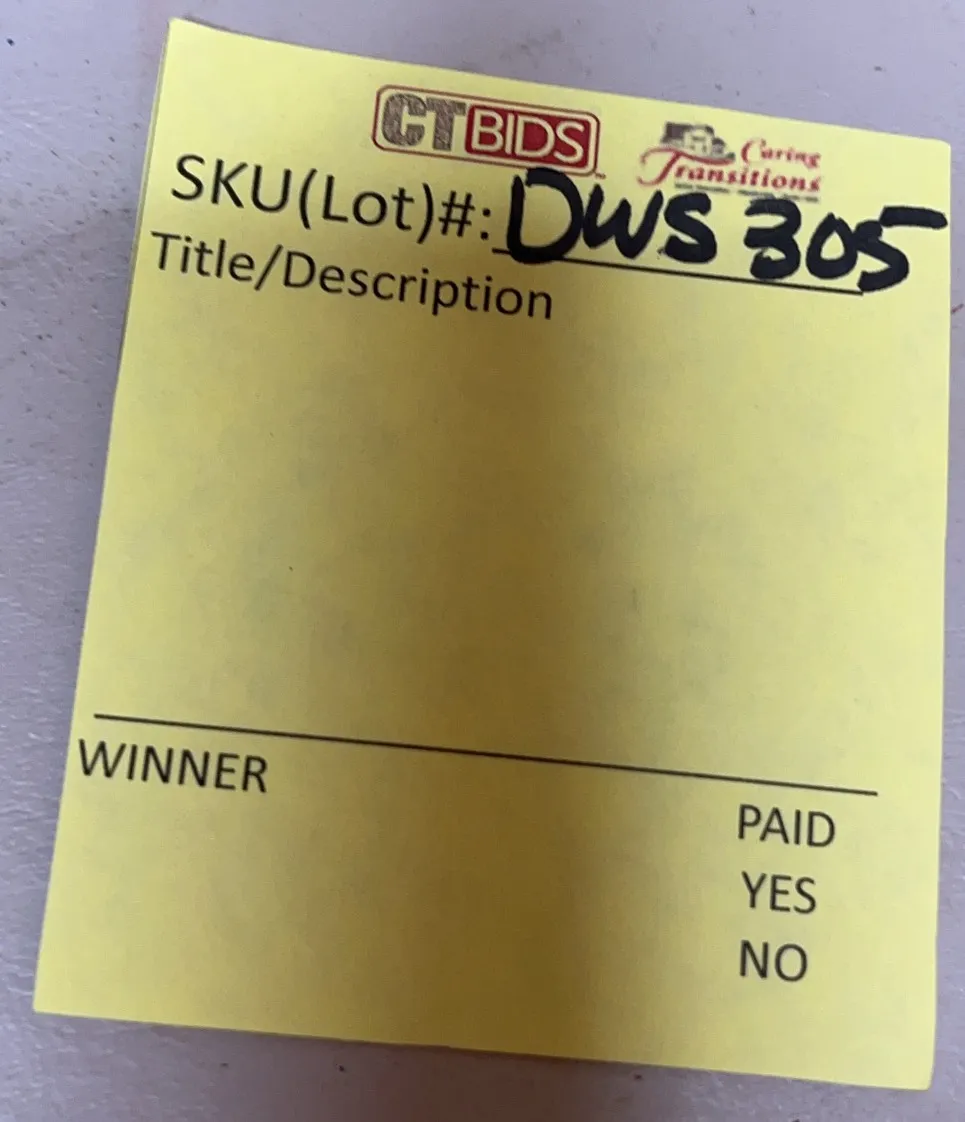 CTBIDS
Caring
Transitions
SKU(Lot)#: DWS 305
Title/Description
WINNER
PAID
YES
NO